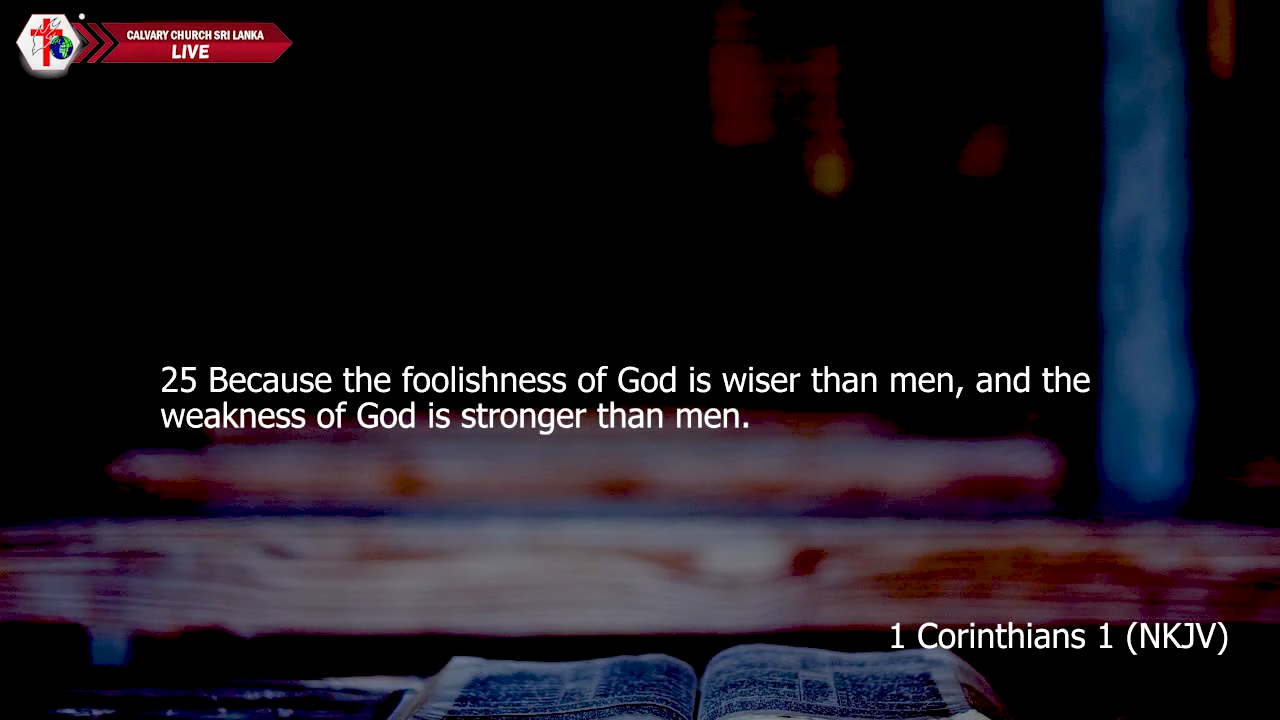 CALVARY CHURCH SRI LANKA
LIVE
25 Because the foolishness of God is wiser than men, and the
weakness of God is stronger than men.
1 Corinthians 1 (NKJV)